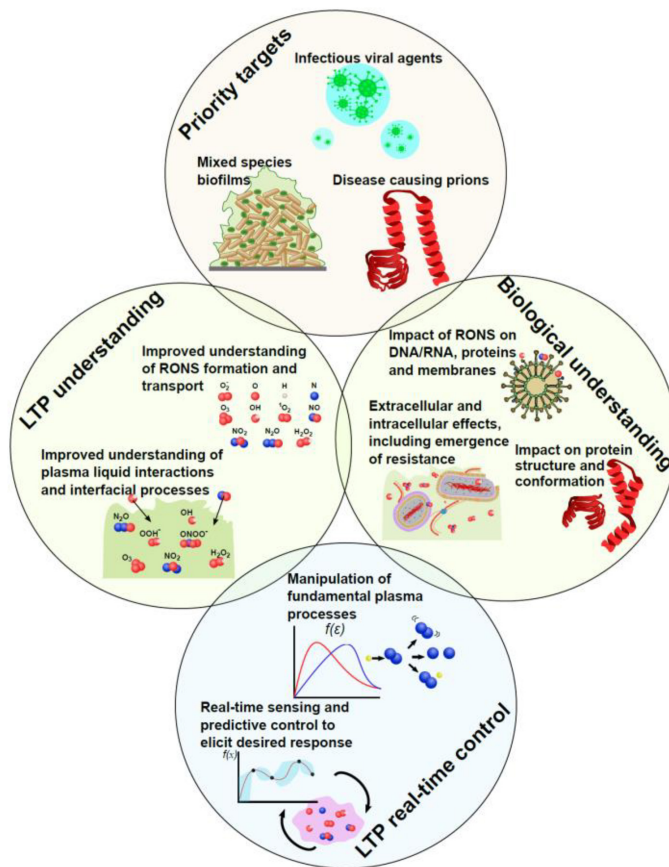 Priority targets
Infectious viral agents
Mixed species
biofilms
Disease causing prions
LTP understanding
Improved understanding
of RONS formation and
transport
O₂⁻ O H N
O₃ OH ¹O₂ NO
NO₂ N₂O H₂O₂
Improved understanding of
plasma liquid interactions
and interfacial processes
OH
N₂O
OOH⁻ ONOO⁻
O₃ NO₂ H₂O₂
Biological understanding
Impact of RONS on
DNA/RNA, proteins
and membranes
Extracellular and
intracellular effects,
including emergence
of resistance
Impact on protein
structure and
conformation
Manipulation of
fundamental plasma
processes
f(ε)
Real-time sensing and
predictive control to
elicit desired response
f(x)
LTP real-time control